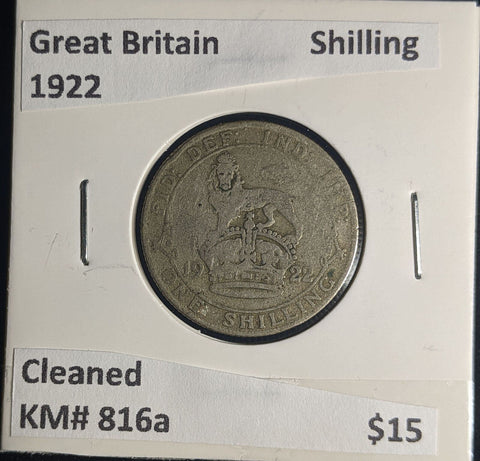 Great Britain Shilling
1922
FID: DEF: IND: IMP:
19 22
ONE SHILLING
Cleaned
KM# 816a $15